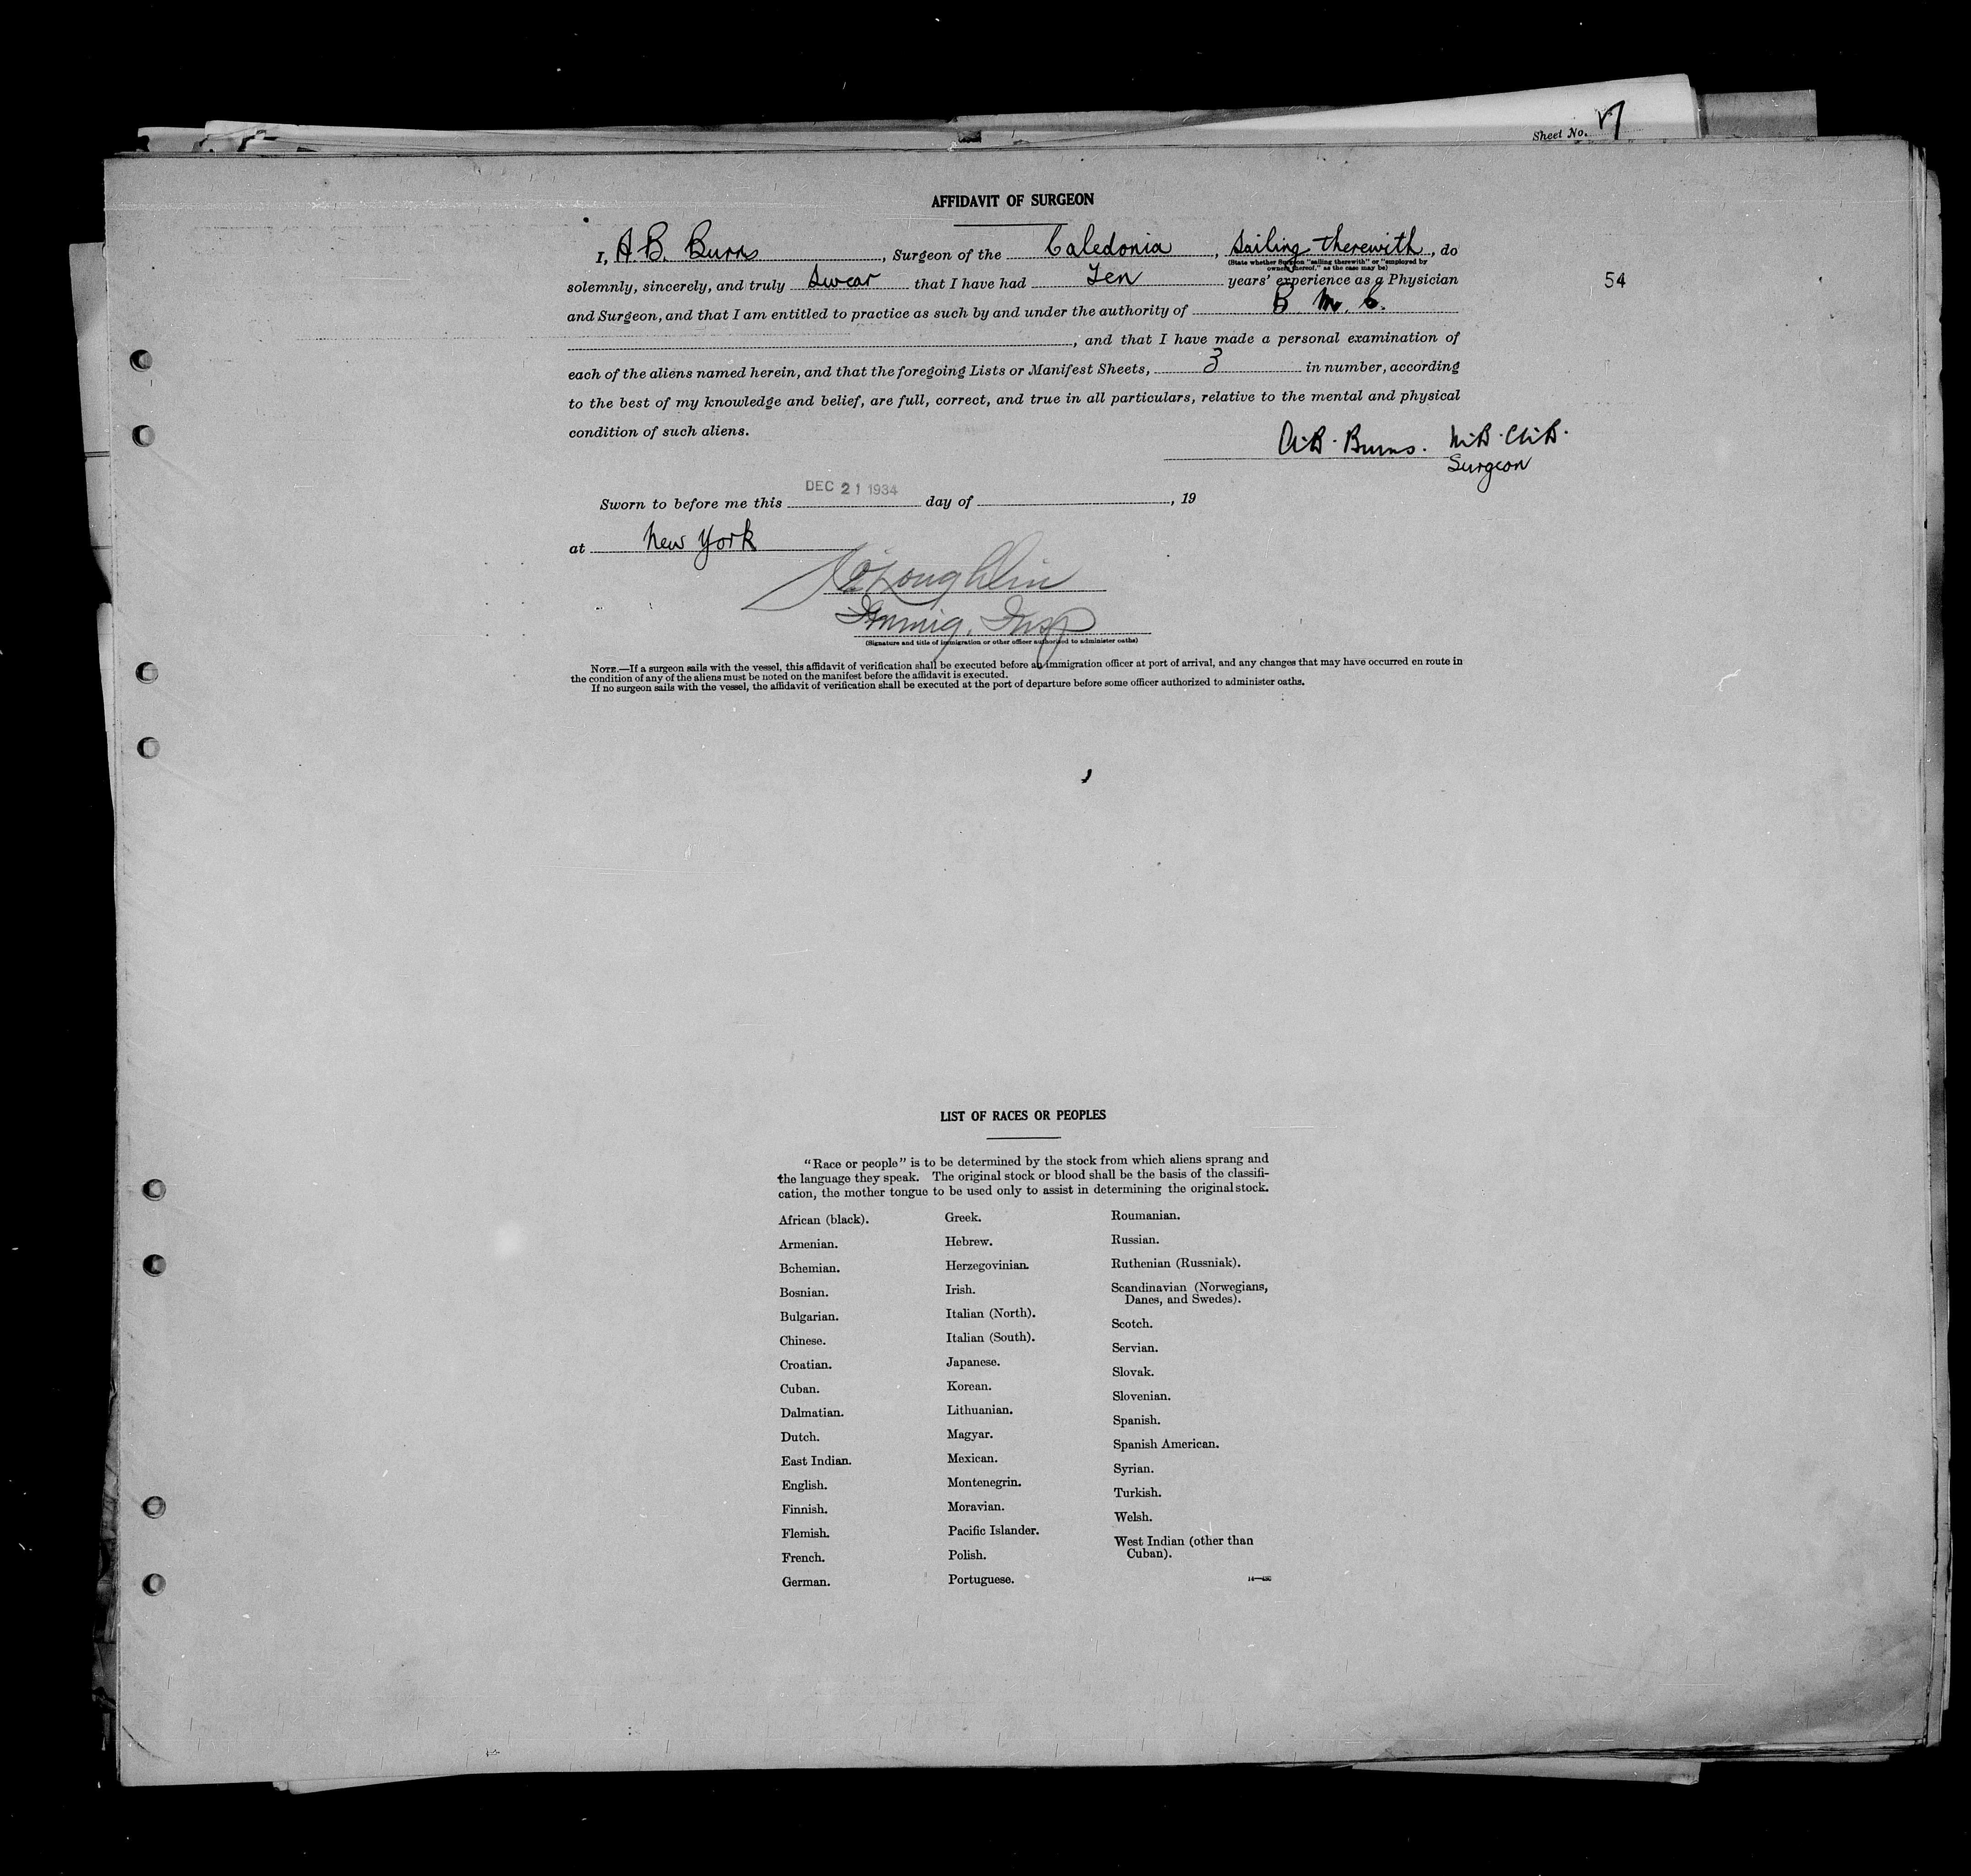 Sheet No. 7
AFFIDAVIT OF SURGEON
I, A. B. Burns, Surgeon of the Caledonia, Sailing therewith, do
(State whether Surgeon "sailing therewith" or "employed by
owners thereof," as the case may be)
solemnly, sincerely, and truly Swear that I have had Ten years' experience as a Physician
54
and Surgeon, and that I am entitled to practice as such by and under the authority of B. M. C.
, and that I have made a personal examination of
each of the aliens named herein, and that the foregoing Lists or Manifest Sheets, 3 in number, according
to the best of my knowledge and belief, are full, correct, and true in all particulars, relative to the mental and physical
condition of such aliens.
A. B. Burns. M.B. Ch.B.
Surgeon
Sworn to before me this DEC 21 1934 day of , 19
at New York
McLoughlin
Immig. Insp
(Signature and title of immigration or other officer authorized to administer oaths)
NOTE.—If a surgeon sails with the vessel, this affidavit of verification shall be executed before an immigration officer at port of arrival, and any changes that may have occurred en route in
the condition of any of the aliens must be noted on the manifest before the affidavit is executed.
If no surgeon sails with the vessel, the affidavit of verification shall be executed at the port of departure before some officer authorized to administer oaths.
LIST OF RACES OR PEOPLES
"Race or people" is to be determined by the stock from which aliens sprang and
the language they speak. The original stock or blood shall be the basis of the classifi-
cation, the mother tongue to be used only to assist in determining the original stock.
African (black).
Armenian.
Bohemian.
Bosnian.
Bulgarian.
Chinese.
Croatian.
Cuban.
Dalmatian.
Dutch.
East Indian.
English.
Finnish.
Flemish.
French.
German.
Greek.
Hebrew.
Herzegovinian.
Irish.
Italian (North).
Italian (South).
Japanese.
Korean.
Lithuanian.
Magyar.
Mexican.
Montenegrin.
Moravian.
Pacific Islander.
Polish.
Portuguese.
Roumanian.
Russian.
Ruthenian (Russniak).
Scandinavian (Norwegians,
Danes, and Swedes).
Scotch.
Servian.
Slovak.
Slovenian.
Spanish.
Spanish American.
Syrian.
Turkish.
Welsh.
West Indian (other than
Cuban).